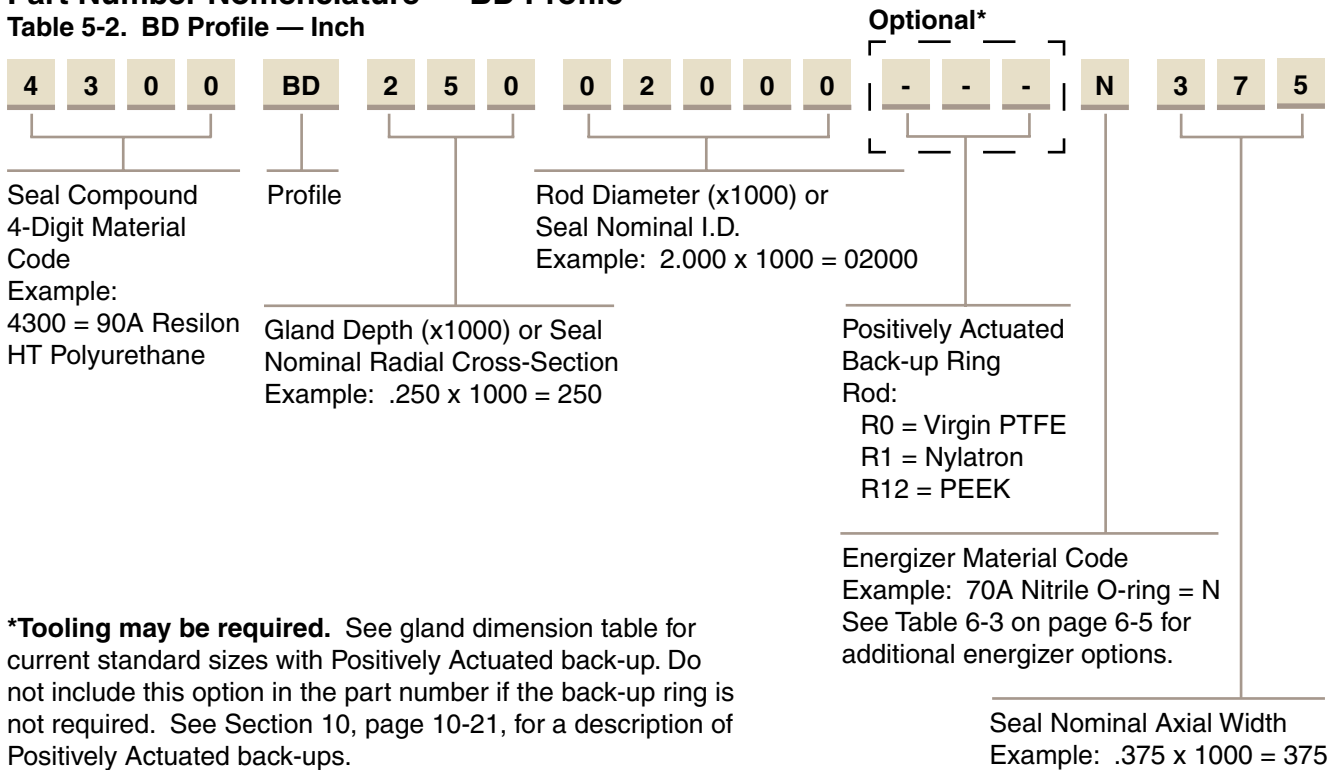 Table 5-2. BD Profile — Inch
Optional*
4 3 0 0 BD 2 5 0 0 2 0 0 0 - - - N 3 7 5
Seal Compound
4-Digit Material
Code
Example:
4300 = 90A Resilon
HT Polyurethane
Profile
Gland Depth (x1000) or Seal
Nominal Radial Cross-Section
Example: .250 x 1000 = 250
Rod Diameter (x1000) or
Seal Nominal I.D.
Example: 2.000 x 1000 = 02000
Positively Actuated
Back-up Ring
Rod:
R0 = Virgin PTFE
R1 = Nylatron
R12 = PEEK
Energizer Material Code
Example: 70A Nitrile O-ring = N
See Table 6-3 on page 6-5 for
additional energizer options.
Seal Nominal Axial Width
Example: .375 x 1000 = 375
*Tooling may be required. See gland dimension table for
current standard sizes with Positively Actuated back-up. Do
not include this option in the part number if the back-up ring is
not required. See Section 10, page 10-21, for a description of
Positively Actuated back-ups.